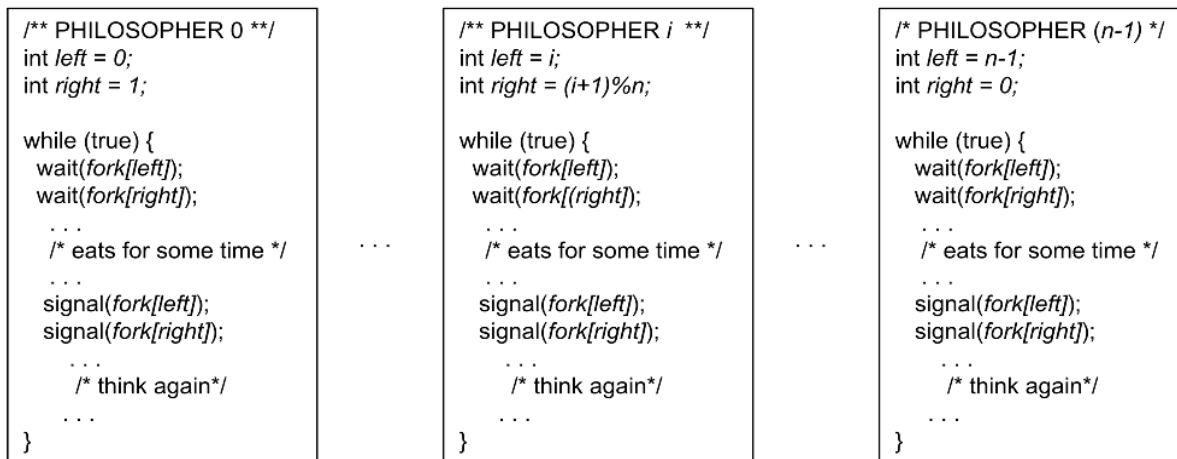 /** PHILOSOPHER 0 **/
int left = 0;
int right = 1;
while (true) {
wait(fork[left]);
wait(fork[right]);
. . .
/* eats for some time */
. . .
signal(fork[left]);
signal(fork[right]);
. . .
/* think again*/
. . .
}
. . .
/** PHILOSOPHER i **/
int left = i;
int right = (i+1)%n;
while (true) {
wait(fork[left]);
wait(fork[(right]);
. . .
/* eats for some time */
. . .
signal(fork[left]);
signal(fork[right]);
. . .
/* think again*/
. . .
}
. . .
/* PHILOSOPHER (n-1) */
int left = n-1;
int right = 0;
while (true) {
wait(fork[left]);
wait(fork[right]);
. . .
/* eats for some time */
. . .
signal(fork[left]);
signal(fork[right]);
. . .
/* think again*/
. . .
}